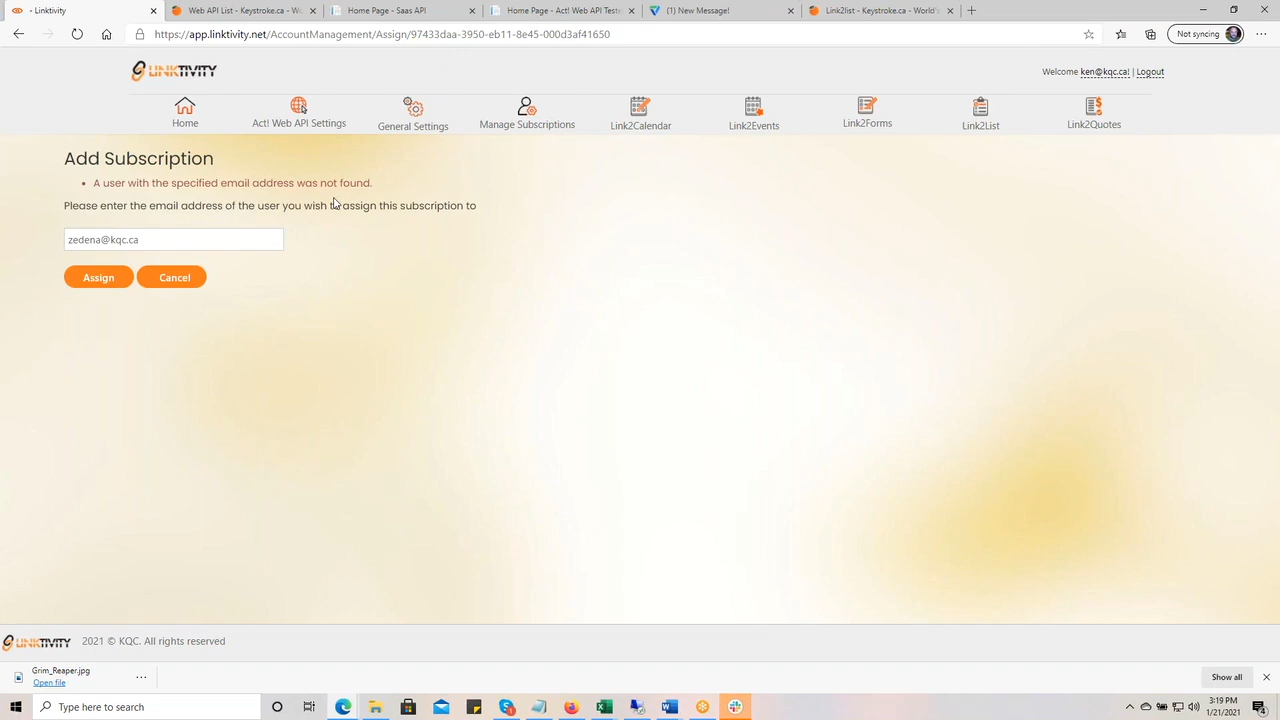 - Linktivity
Web API List - Keystroke.ca - W
Home Page - Saas API
Home Page - Act! Web API Teste
(1) New Message!
Link2list - Keystroke.ca - World's
https://app.linktivity.net/AccountManagement/Assign/97433daa-3950-eb11-8e45-000d3af41650
Not syncing
LINKTIVITY
Welcome ken@kqc.ca! | Logout
Home
Act! Web API Settings
General Settings
Manage Subscriptions
Link2Calendar
Link2Events
Link2Forms
Link2List
Link2Quotes
Add Subscription
• A user with the specified email address was not found.
Please enter the email address of the user you wish to assign this subscription to
zedena@kqc.ca
Assign
Cancel
LINKTIVITY
2021 © KQC. All rights reserved
Grim_Reaper.jpg
Open file
Show all
Type here to search
3:19 PM
1/21/2021